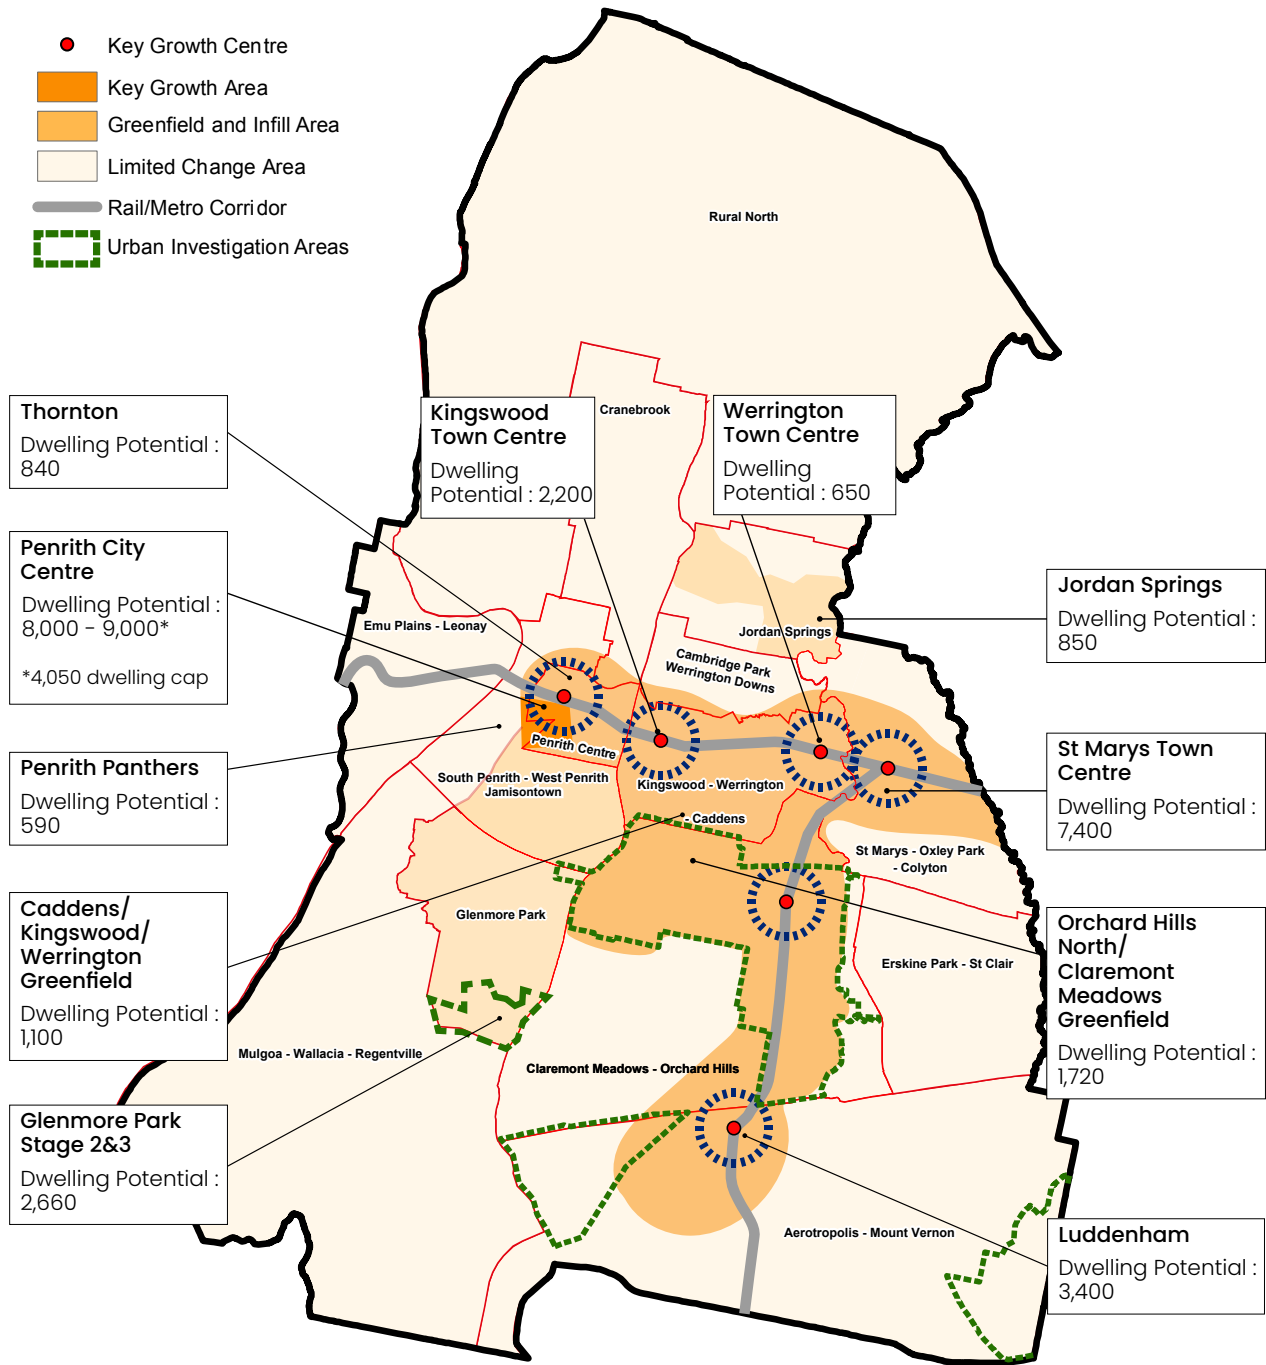 Key Growth Centre
Key Growth Area
Greenfield and Infill Area
Limited Change Area
Rail/Metro Corridor
Urban Investigation Areas
Rural North
Cranebrook
Thornton
Dwelling Potential :
840
Kingswood
Town Centre
Dwelling
Potential : 2,200
Werrington
Town Centre
Dwelling
Potential : 650
Penrith City
Centre
Dwelling Potential :
8,000 - 9,000*
*4,050 dwelling cap
Jordan Springs
Dwelling Potential :
850
Emu Plains - Leonay
Jordan Springs
Cambridge Park
Werrington Downs
Penrith Centre
Penrith Panthers
Dwelling Potential :
590
South Penrith - West Penrith
Jamisontown
Kingswood - Werrington
- Caddens
St Marys Town
Centre
Dwelling Potential :
7,400
St Marys - Oxley Park
- Colyton
Caddens/
Kingswood/
Werrington
Greenfield
Dwelling Potential :
1,100
Glenmore Park
Erskine Park - St Clair
Orchard Hills
North/
Claremont
Meadows
Greenfield
Dwelling Potential :
1,720
Mulgoa - Wallacia - Regentville
Claremont Meadows - Orchard Hills
Glenmore Park
Stage 2&3
Dwelling Potential :
2,660
Aerotropolis - Mount Vernon
Luddenham
Dwelling Potential :
3,400